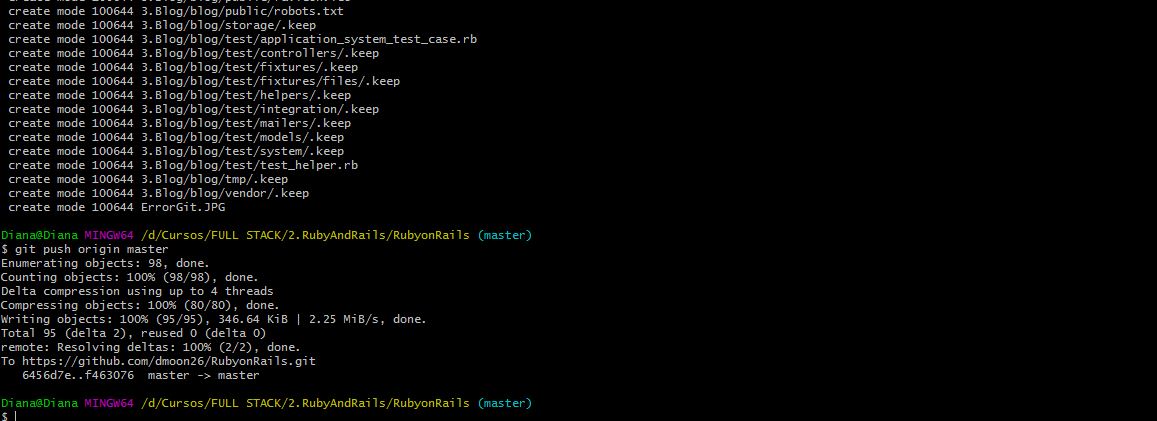 create mode 100644 3.Blog/blog/public/robots.txt
create mode 100644 3.Blog/blog/storage/.keep
create mode 100644 3.Blog/blog/test/application_system_test_case.rb
create mode 100644 3.Blog/blog/test/controllers/.keep
create mode 100644 3.Blog/blog/test/fixtures/.keep
create mode 100644 3.Blog/blog/test/fixtures/files/.keep
create mode 100644 3.Blog/blog/test/helpers/.keep
create mode 100644 3.Blog/blog/test/integration/.keep
create mode 100644 3.Blog/blog/test/mailers/.keep
create mode 100644 3.Blog/blog/test/models/.keep
create mode 100644 3.Blog/blog/test/system/.keep
create mode 100644 3.Blog/blog/test/test_helper.rb
create mode 100644 3.Blog/blog/tmp/.keep
create mode 100644 3.Blog/blog/vendor/.keep
create mode 100644 ErrorGit.JPG
Diana@Diana MINGW64 /d/Cursos/FULL STACK/2.RubyAndRails/RubyonRails (master)
$ git push origin master
Enumerating objects: 98, done.
Counting objects: 100% (98/98), done.
Delta compression using up to 4 threads
Compressing objects: 100% (80/80), done.
Writing objects: 100% (95/95), 346.64 KiB | 2.25 MiB/s, done.
Total 95 (delta 2), reused 0 (delta 0)
remote: Resolving deltas: 100% (2/2), done.
To https://github.com/dmoon26/RubyonRails.git
6456d7e..f463076  master -> master
Diana@Diana MINGW64 /d/Cursos/FULL STACK/2.RubyAndRails/RubyonRails (master)
$